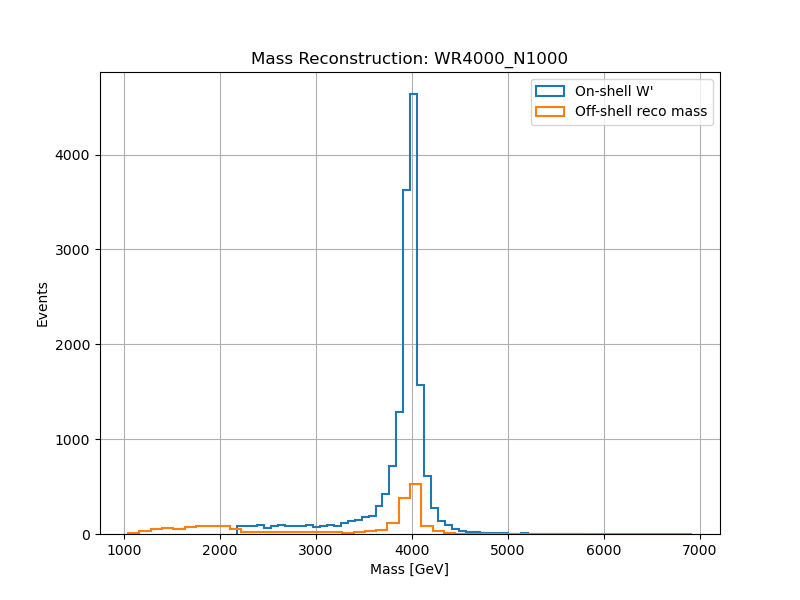 Mass Reconstruction: WR4000_N1000
On-shell W'
Off-shell reco mass
Events
4000
3000
2000
1000
0
1000 2000 3000 4000 5000 6000 7000
Mass [GeV]